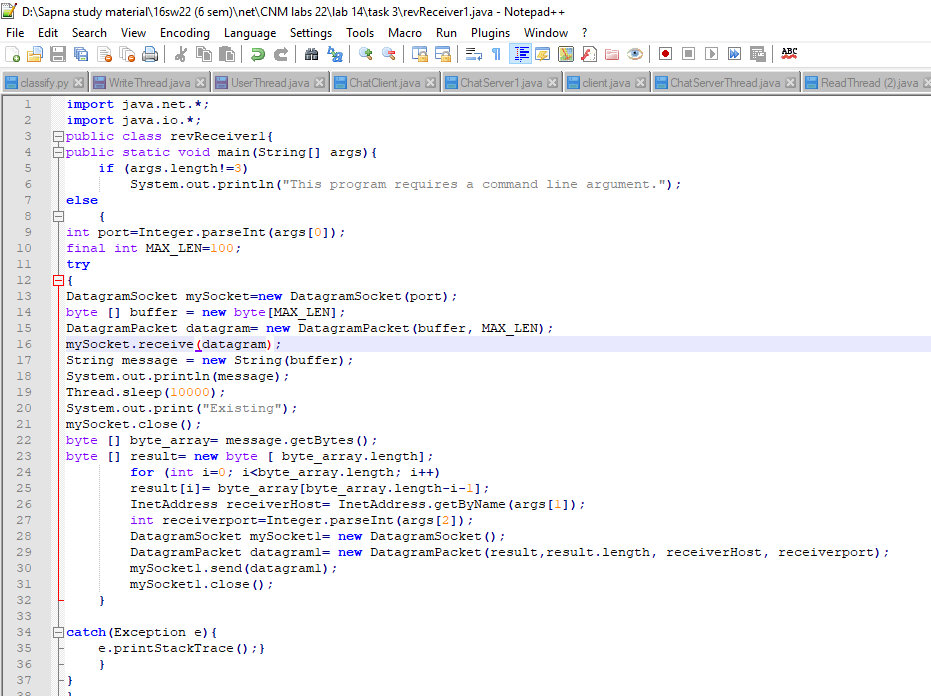 D:\Sapna study material\16sw22 (6 sem)\net\CNM labs 22\lab 14\task 3\revReceiver1.java - Notepad++
File Edit Search View Encoding Language Settings Tools Macro Run Plugins Window ?
ABC
classify.py WriteThread.java UserThread.java ChatClient.java ChatServer1.java client.java ChatServerThread.java ReadThread (2).java
1 import java.net.*;
2 import java.io.*;
3 public class revReceiver1{
4 public static void main(String[] args){
5 if (args.length!=3)
6 System.out.println("This program requires a command line argument.");
7 else
8 {
9 int port=Integer.parseInt(args[0]);
10 final int MAX_LEN=100;
11 try
12 {
13 DatagramSocket mySocket=new DatagramSocket(port);
14 byte [] buffer = new byte[MAX_LEN];
15 DatagramPacket datagram= new DatagramPacket(buffer, MAX_LEN);
16 mySocket.receive(datagram);
17 String message = new String(buffer);
18 System.out.println(message);
19 Thread.sleep(10000);
20 System.out.print("Existing");
21 mySocket.close();
22 byte [] byte_array= message.getBytes();
23 byte [] result= new byte [ byte_array.length];
24 for (int i=0; i<byte_array.length; i++)
25 result[i]= byte_array[byte_array.length-i-1];
26 InetAddress receiverHost= InetAddress.getByName(args[1]);
27 int receiverport=Integer.parseInt(args[2]);
28 DatagramSocket mySocket1= new DatagramSocket();
29 DatagramPacket datagram1= new DatagramPacket(result,result.length, receiverHost, receiverport);
30 mySocket1.send(datagram1);
31 mySocket1.close();
32 }
33
34 catch(Exception e){
35 e.printStackTrace();}
36 }
37 }
38 }